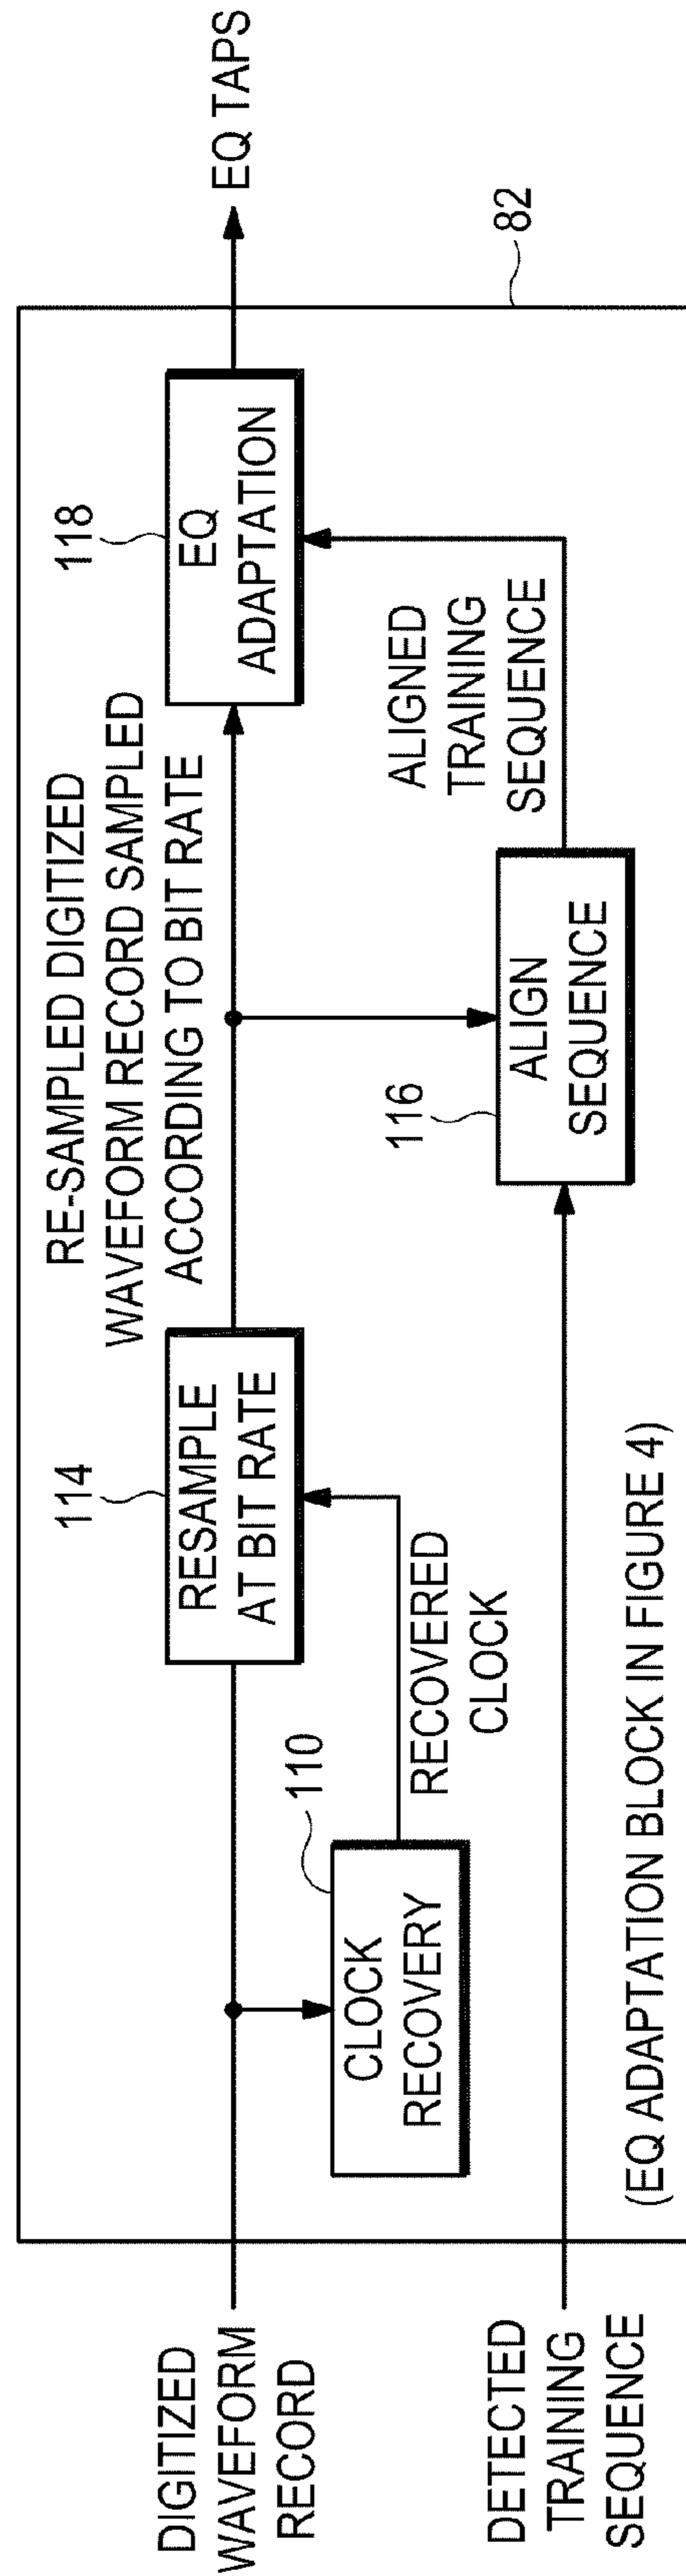 DIGITIZED
WAVEFORM
RECORD
DETECTED
TRAINING
SEQUENCE
110
CLOCK
RECOVERY
RECOVERED
CLOCK
114
RESAMPLE
AT BIT RATE
RE-SAMPLED DIGITIZED
WAVEFORM RECORD SAMPLED
ACCORDING TO BIT RATE
116
ALIGN
SEQUENCE
ALIGNED
TRAINING
SEQUENCE
118
EQ
ADAPTATION
EQ TAPS
82
(EQ ADAPTATION BLOCK IN FIGURE 4)